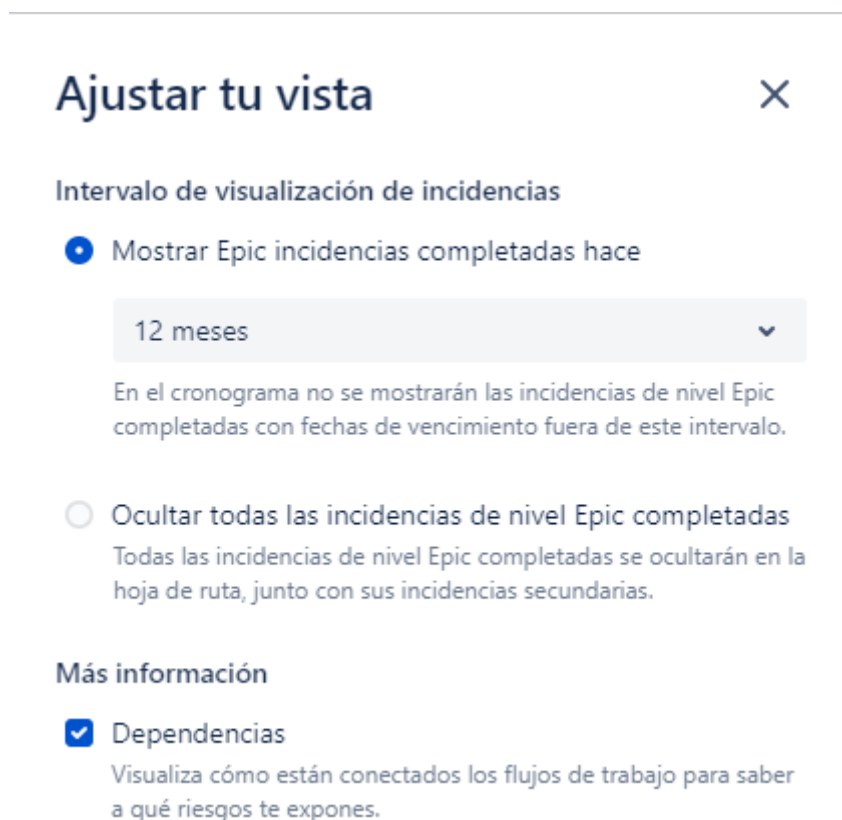 Ajustar tu vista
Intervalo de visualización de incidencias
Mostrar Epic incidencias completadas hace
12 meses
En el cronograma no se mostrarán las incidencias de nivel Epic
completadas con fechas de vencimiento fuera de este intervalo.
Ocultar todas las incidencias de nivel Epic completadas
Todas las incidencias de nivel Epic completadas se ocultarán en la
hoja de ruta, junto con sus incidencias secundarias.
Más información
Dependencias
Visualiza cómo están conectados los flujos de trabajo para saber
a qué riesgos te expones.